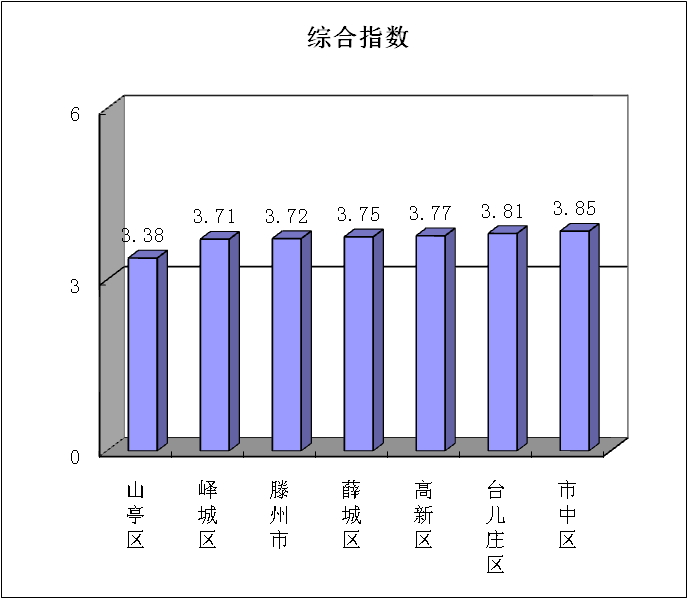 综合指数
6
3.38
3.71
3.72
3.75
3.77
3.81
3.85
3
0
山亭区
峄城区
滕州市
薛城区
高新区
台儿庄区
市中区